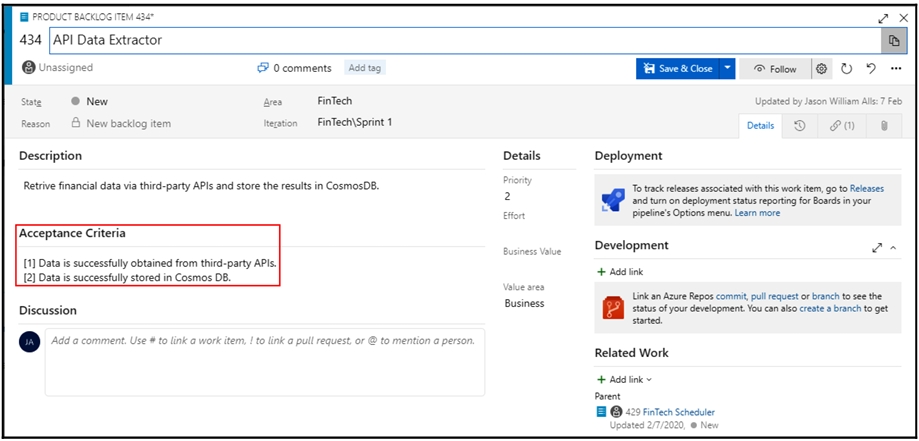 PRODUCT BACKLOG ITEM 434*
434 API Data Extractor
Unassigned
0 comments
Add tag
Save & Close
Follow
State
New
Area
FinTech
Updated by Jason William Alls: 7 Feb
Reason
New backlog item
Iteration
FinTech\Sprint 1
Details
(1)
Description
Retrive financial data via third-party APIs and store the results in CosmosDB.
Acceptance Criteria
[1] Data is successfully obtained from third-party APIs.
[2] Data is successfully stored in Cosmos DB.
Discussion
JA
Add a comment. Use # to link a work item, ! to link a pull request, or @ to mention a person.
Details
Priority
2
Effort
Business Value
Value area
Business
Deployment
To track releases associated with this work item, go to Releases
and turn on deployment status reporting for Boards in your
pipeline's Options menu. Learn more
Development
+ Add link
Link an Azure Repos commit, pull request or branch to see the
status of your development. You can also create a branch to get
started.
Related Work
+ Add link
Parent
429 FinTech Scheduler
Updated 2/7/2020, New